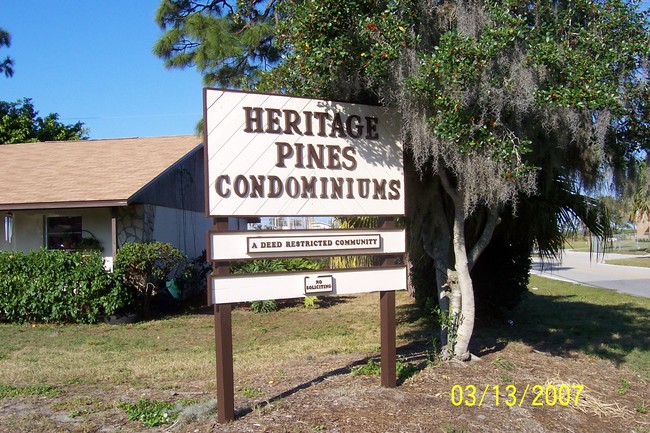 HERITAGE
PINES
CONDOMINIUMS
A DEED RESTRICTED COMMUNITY
NO
SOLICITING
03/13/2007